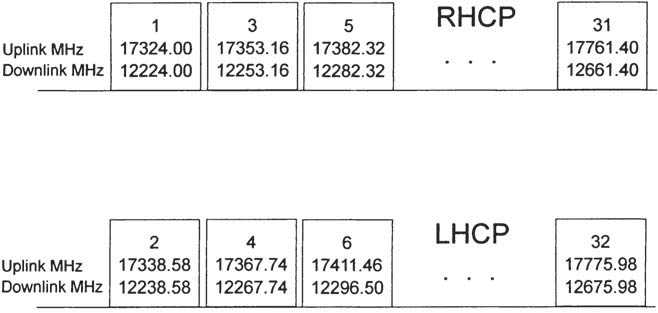 1 3 5 RHCP 31
Uplink MHz 17324.00 17353.16 17382.32 17761.40
Downlink MHz 12224.00 12253.16 12282.32 . . . 12661.40
2 4 6 LHCP 32
Uplink MHz 17338.58 17367.74 17411.46 17775.98
Downlink MHz 12238.58 12267.74 12296.50 . . . 12675.98